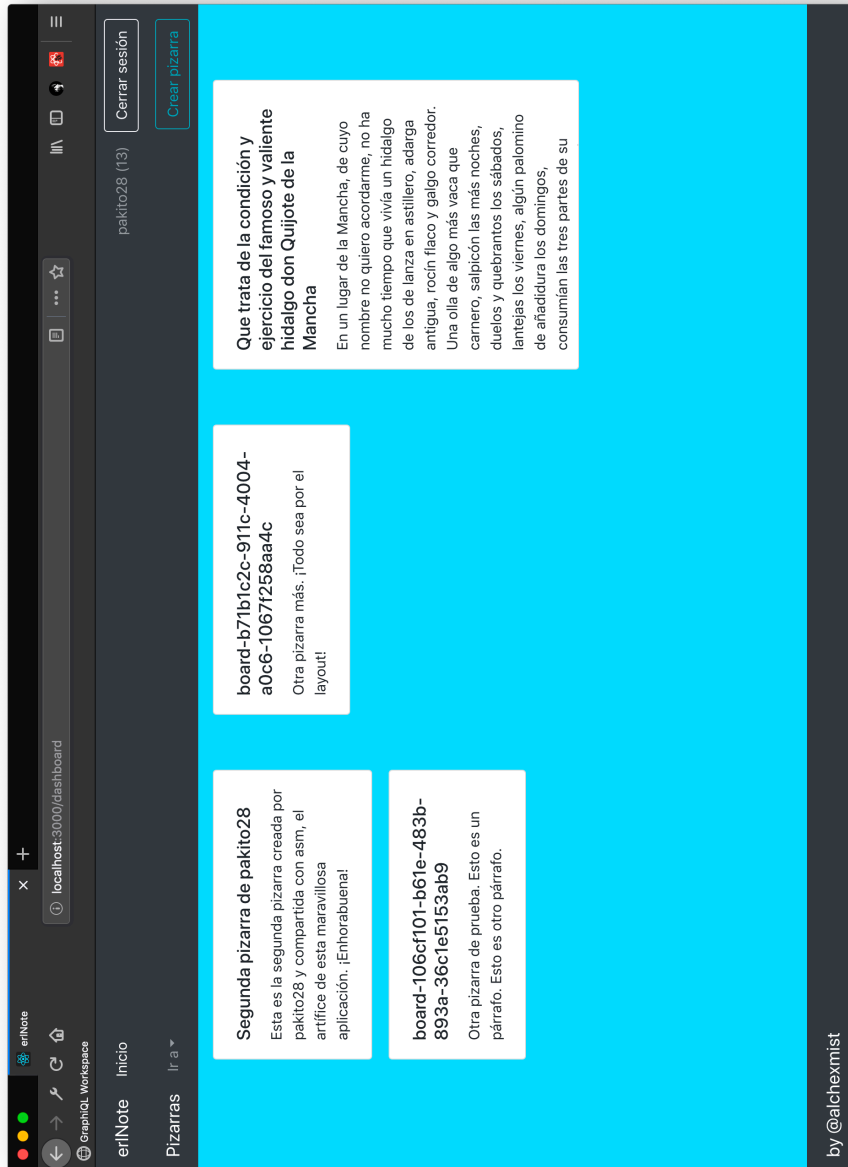 erlNote
localhost:3000/dashboard
GraphiQL Workspace
erlNote Inicio pakito28 (13) Cerrar sesión
Pizarras Ir a Crear pizarra
Segunda pizarra de pakito28
Esta es la segunda pizarra creada por
pakito28 y compartida con asm, el
artífice de esta maravillosa
aplicación. ¡Enhorabuena!
board-106cf101-b61e-483b-
893a-36c1e5153ab9
Otra pizarra de prueba. Esto es un
párrafo. Esto es otro párrafo.
board-b71b1c2c-911c-4004-
a0c6-1067f258aa4c
Otra pizarra más. ¡Todo sea por el
layout!
Que trata de la condición y
ejercicio del famoso y valiente
hidalgo don Quijote de la
Mancha
En un lugar de la Mancha, de cuyo
nombre no quiero acordarme, no ha
mucho tiempo que vivía un hidalgo
de los de lanza en astillero, adarga
antigua, rocín flaco y galgo corredor.
Una olla de algo más vaca que
carnero, salpicón las más noches,
duelos y quebrantos los sábados,
lantejas los viernes, algún palomino
de añadidura los domingos,
consumían las tres partes de su
by @alchexmist